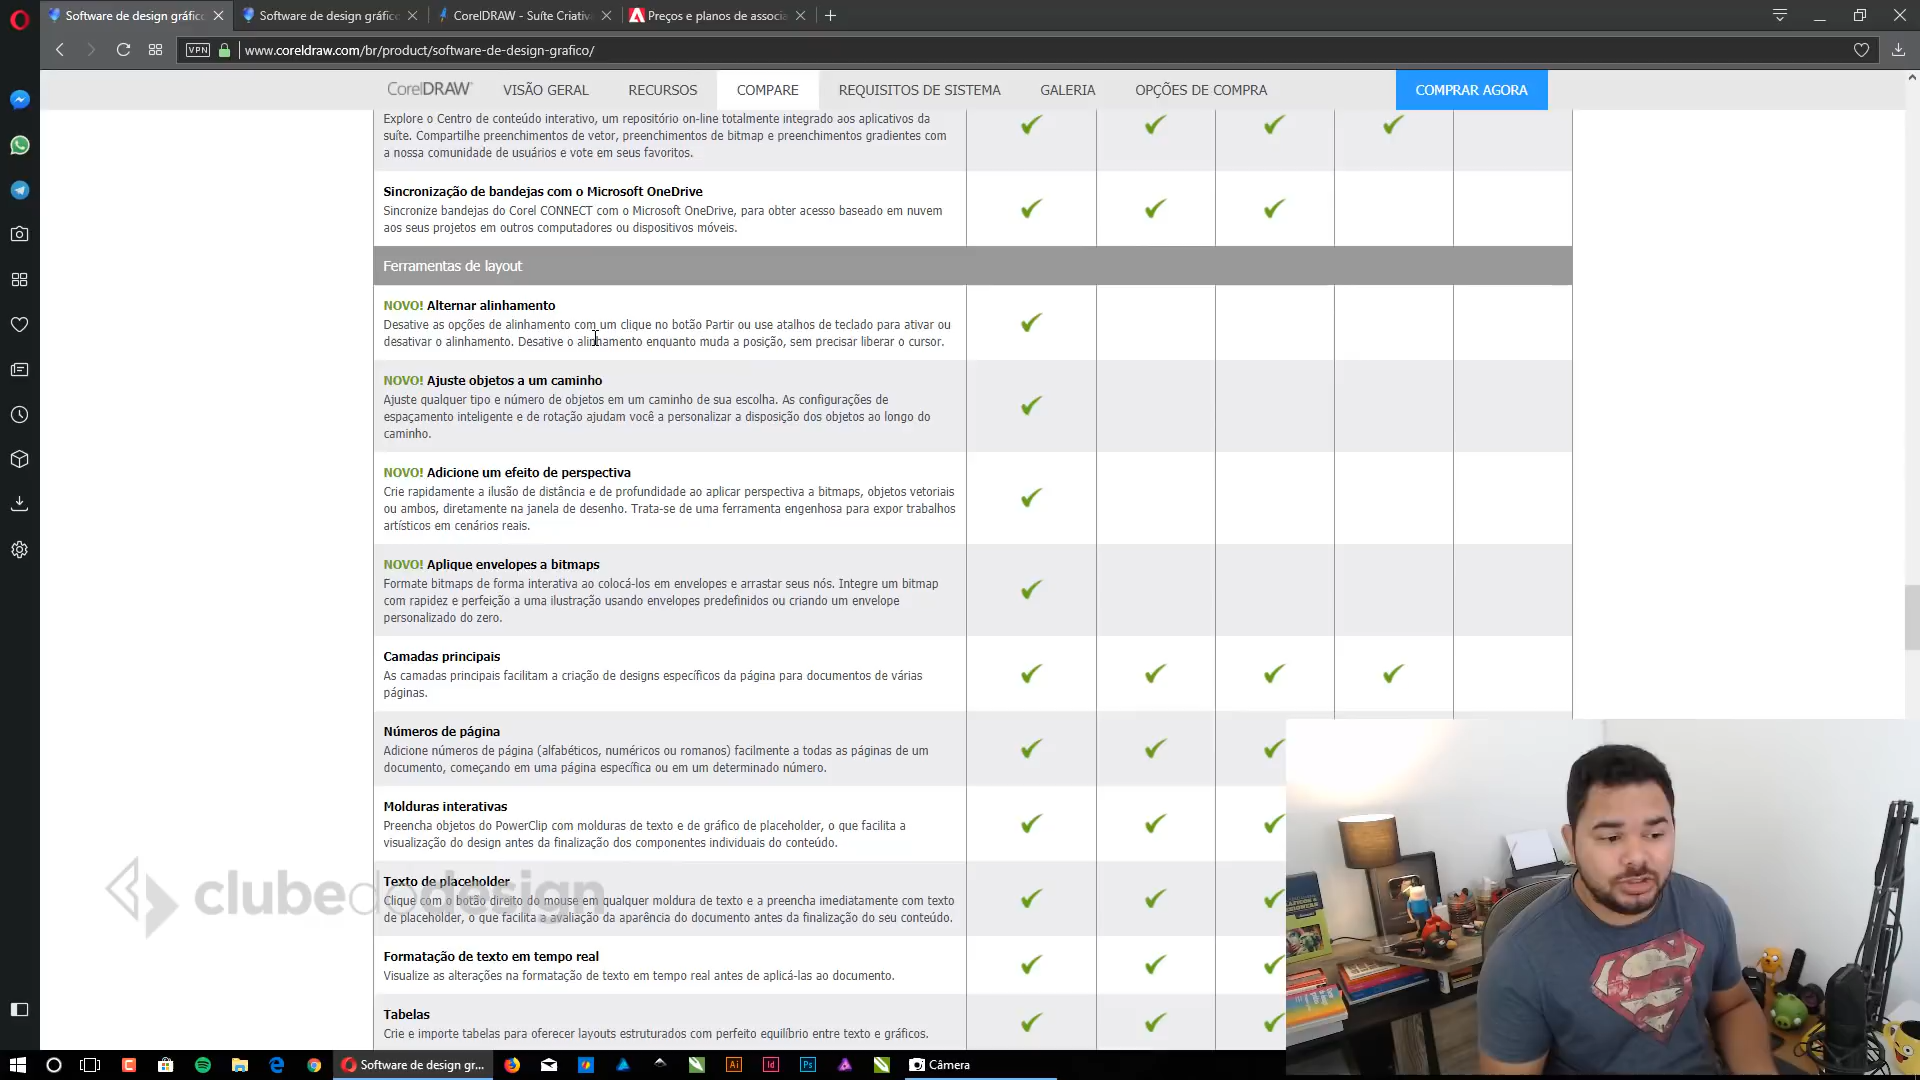 Software de design gráfic
Software de design gráfic
CorelDRAW - Suíte Criativ
Preços e planos de associa
VPN
www.coreldraw.com/br/product/software-de-design-grafico/
CorelDRAW
VISÃO GERAL
RECURSOS
COMPARE
REQUISITOS DE SISTEMA
GALERIA
OPÇÕES DE COMPRA
COMPRAR AGORA
Explore o Centro de conteúdo interativo, um repositório on-line totalmente integrado aos aplicativos da
suíte. Compartilhe preenchimentos de vetor, preenchimentos de bitmap e preenchimentos gradientes com
a nossa comunidade de usuários e vote em seus favoritos.
Sincronização de bandejas com o Microsoft OneDrive
Sincronize bandejas do Corel CONNECT com o Microsoft OneDrive, para obter acesso baseado em nuvem
aos seus projetos em outros computadores ou dispositivos móveis.
Ferramentas de layout
NOVO! Alternar alinhamento
Desative as opções de alinhamento com um clique no botão Partir ou use atalhos de teclado para ativar ou
desativar o alinhamento. Desative o alinhamento enquanto muda a posição, sem precisar liberar o cursor.
NOVO! Ajuste objetos a um caminho
Ajuste qualquer tipo e número de objetos em um caminho de sua escolha. As configurações de
espaçamento inteligente e de rotação ajudam você a personalizar a disposição dos objetos ao longo do
caminho.
NOVO! Adicione um efeito de perspectiva
Crie rapidamente a ilusão de distância e de profundidade ao aplicar perspectiva a bitmaps, objetos vetoriais
ou ambos, diretamente na janela de desenho. Trata-se de uma ferramenta engenhosa para expor trabalhos
artísticos em cenários reais.
NOVO! Aplique envelopes a bitmaps
Formate bitmaps de forma interativa ao colocá-los em envelopes e arrastar seus nós. Integre um bitmap
com rapidez e perfeição a uma ilustração usando envelopes predefinidos ou criando um envelope
personalizado do zero.
Camadas principais
As camadas principais facilitam a criação de designs específicos da página para documentos de várias
páginas.
Números de página
Adicione números de página (alfabéticos, numéricos ou romanos) facilmente a todas as páginas de um
documento, começando em uma página específica ou em um determinado número.
Molduras interativas
Preencha objetos do PowerClip com molduras de texto e de gráfico de placeholder, o que facilita a
visualização do design antes da finalização dos componentes individuais do conteúdo.
Texto de placeholder
Clique com o botão direito do mouse em qualquer moldura de texto e a preencha imediatamente com texto
de placeholder, o que facilita a avaliação da aparência do documento antes da finalização do seu conteúdo.
clubedodesign
Formatação de texto em tempo real
Visualize as alterações na formatação de texto em tempo real antes de aplicá-las ao documento.
Tabelas
Crie e importe tabelas para oferecer layouts estruturados com perfeito equilíbrio entre texto e gráficos.
Software de design gr...
Ai
Id
Ps
Câmera